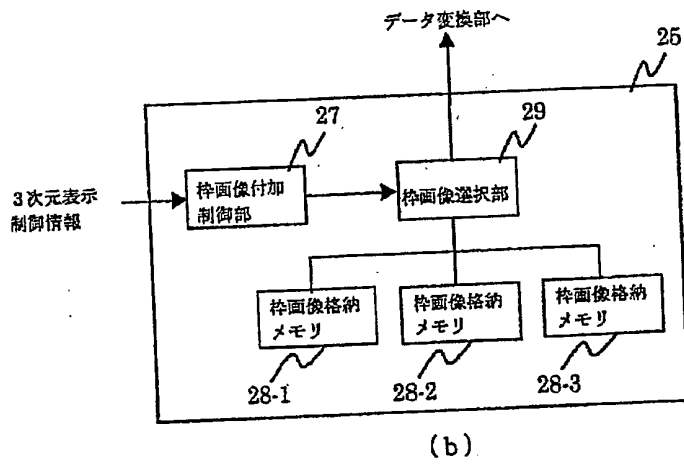 データ変換部へ
25
27
29
3次元表示
制御情報
枠画像付加
制御部
枠画像選択部
枠画像格納
メモリ
枠画像格納
メモリ
枠画像格納
メモリ
28-1
28-2
28-3
(b)